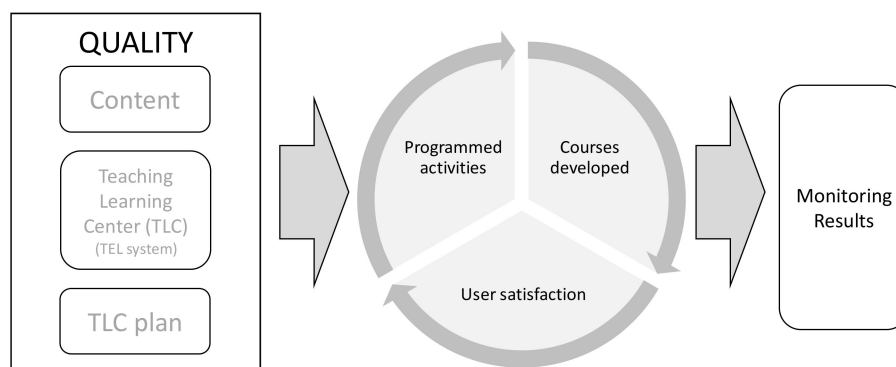 QUALITY
Content
Teaching
Learning
Center (TLC)
(TEL system)
TLC plan
Programmed
activities
Courses
developed
User satisfaction
Monitoring
Results